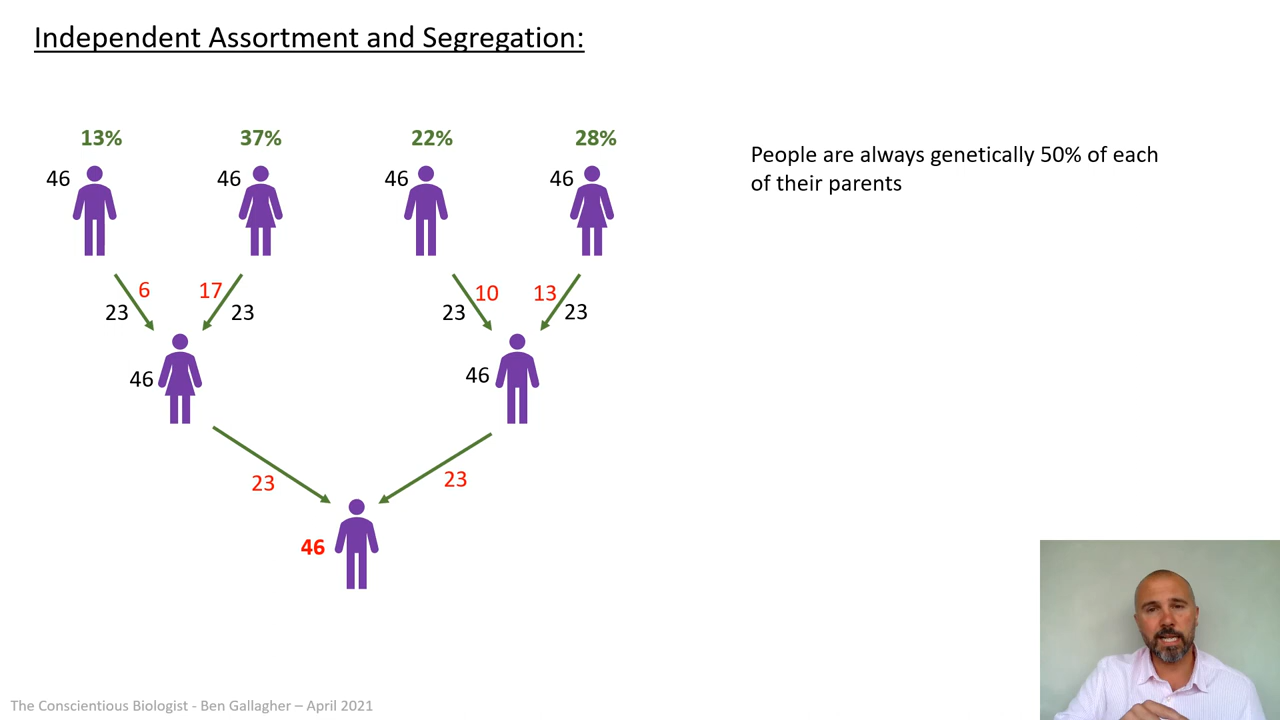 Independent Assortment and Segregation:
13% 37% 22% 28%
People are always genetically 50% of each
of their parents
46 46 46 46
6 17 10 13
23 23 23 23
46 46
23 23
46
The Conscientious Biologist - Ben Gallagher – April 2021